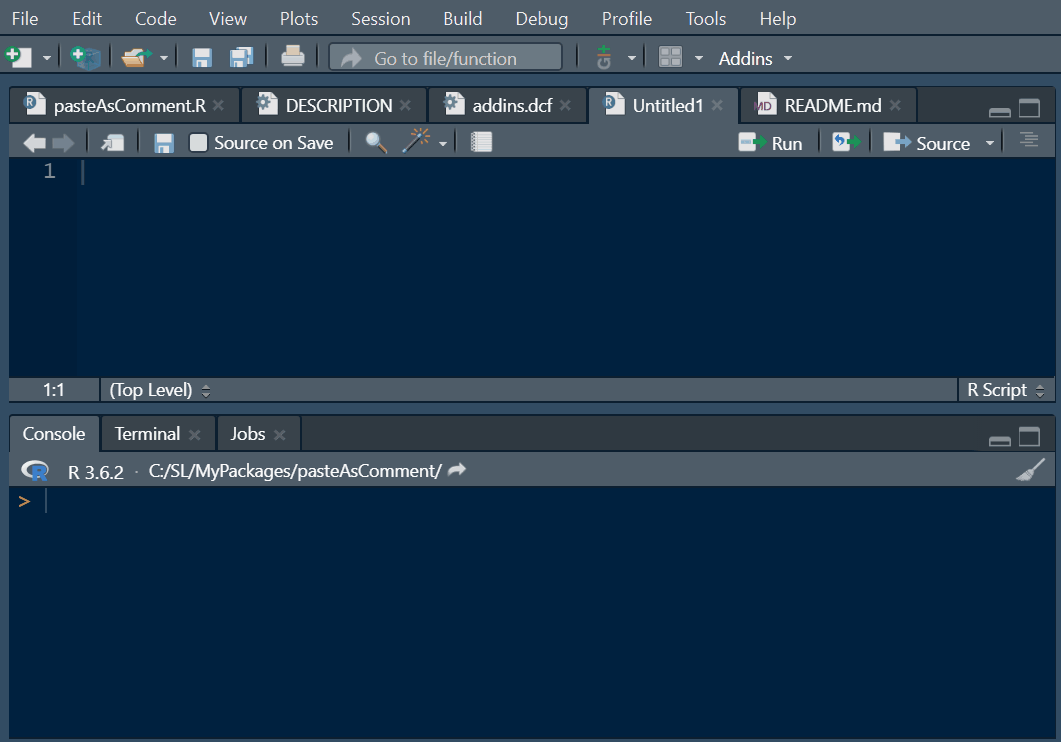 File Edit Code View Plots Session Build Debug Profile Tools Help
Go to file/function Addins
pasteAsComment.R DESCRIPTION addins.dcf Untitled1 README.md
Source on Save Run Source
1
1:1 (Top Level) R Script
Console Terminal Jobs
R 3.6.2 · C:/SL/MyPackages/pasteAsComment/
>